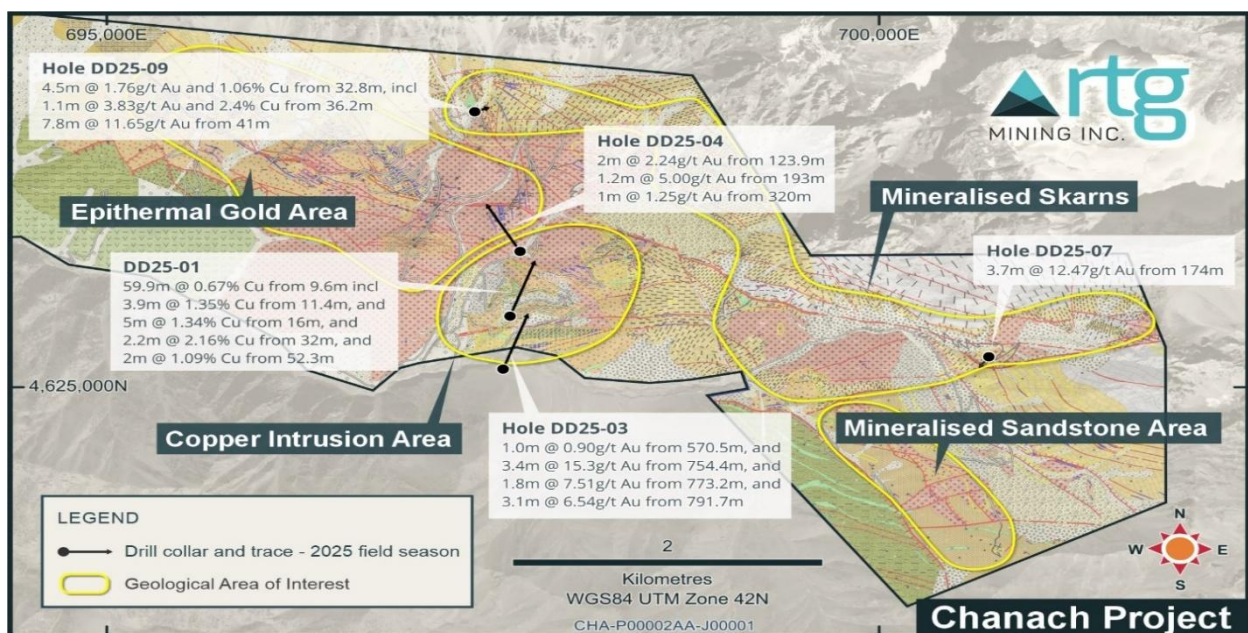 695,000E
700,000E
Hole DD25-09
4.5m @ 1.76g/t Au and 1.06% Cu from 32.8m, incl
1.1m @ 3.83g/t Au and 2.4% Cu from 36.2m
7.8m @ 11.65g/t Au from 41m
artg
MINING INC.
Hole DD25-04
2m @ 2.24g/t Au from 123.9m
1.2m @ 5.00g/t Au from 193m
1m @ 1.25g/t Au from 320m
Mineralised Skarns
Epithermal Gold Area
Hole DD25-07
3.7m @ 12.47g/t Au from 174m
DD25-01
59.9m @ 0.67% Cu from 9.6m incl
3.9m @ 1.35% Cu from 11.4m, and
5m @ 1.34% Cu from 16m, and
2.2m @ 2.16% Cu from 32m, and
2m @ 1.09% Cu from 52.3m
4,625,000N
Copper Intrusion Area
Hole DD25-03
1.0m @ 0.90g/t Au from 570.5m, and
3.4m @ 15.3g/t Au from 754.4m, and
1.8m @ 7.51g/t Au from 773.2m, and
3.1m @ 6.54g/t Au from 791.7m
Mineralised Sandstone Area
LEGEND
Drill collar and trace - 2025 field season
Geological Area of Interest
2
Kilometres
WGS84 UTM Zone 42N
CHA-P00002AA-J00001
N
W E
S
Chanach Project